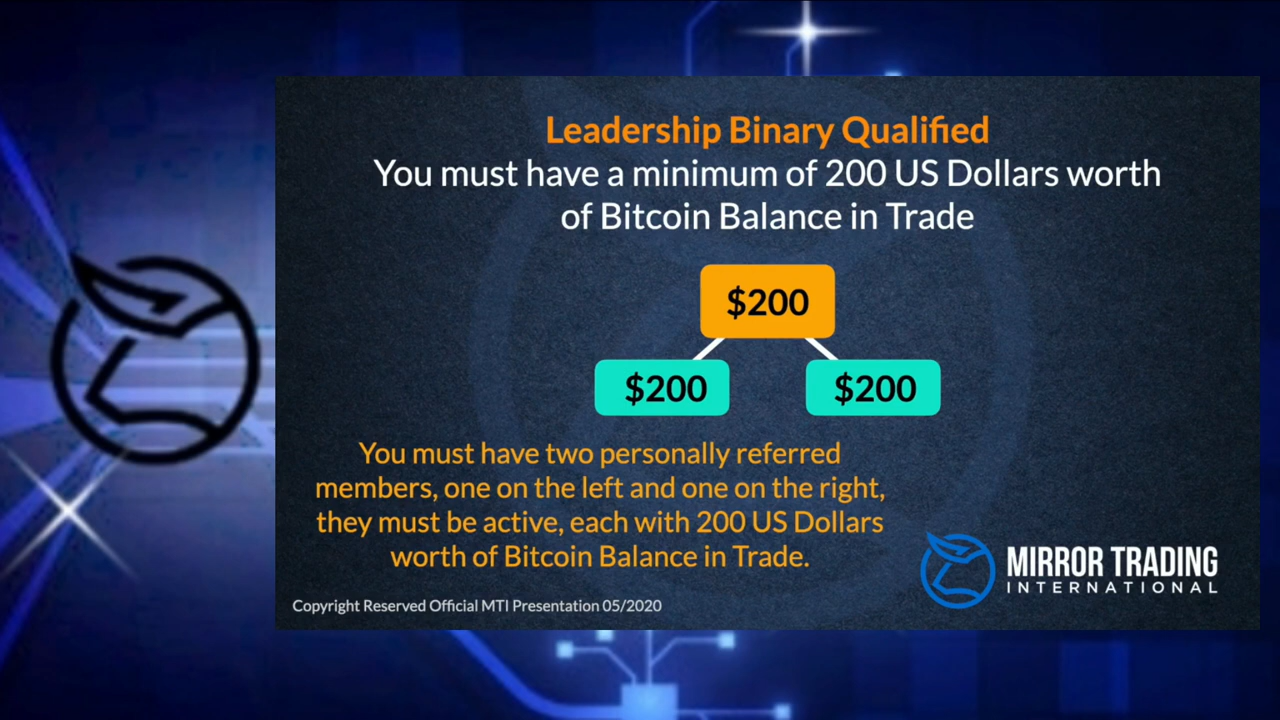 Leadership Binary Qualified
You must have a minimum of 200 US Dollars worth
of Bitcoin Balance in Trade
$200
$200
$200
You must have two personally referred
members, one on the left and one on the right,
they must be active, each with 200 US Dollars
worth of Bitcoin Balance in Trade.
MIRROR TRADING
INTERNATIONAL
Copyright Reserved Official MTI Presentation 05/2020